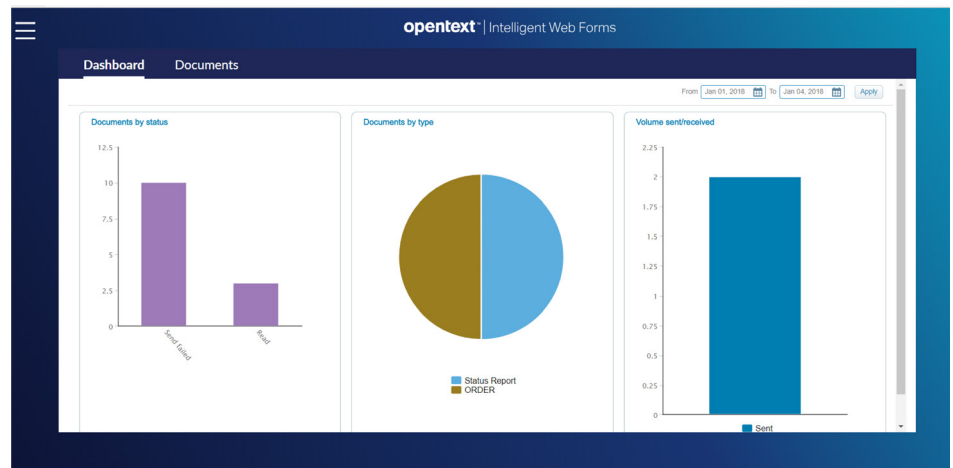 opentext™ | Intelligent Web Forms
Dashboard Documents
From Jan 01, 2018 To Jan 04, 2018 Apply
Documents by status
12.5
10
7.5
5
2.5
0
Send failed
Read
Documents by type
Status Report
ORDER
Volume sent/received
2.25
2
1.75
1.5
1.25
1
0.75
0.5
0.25
0
Sent